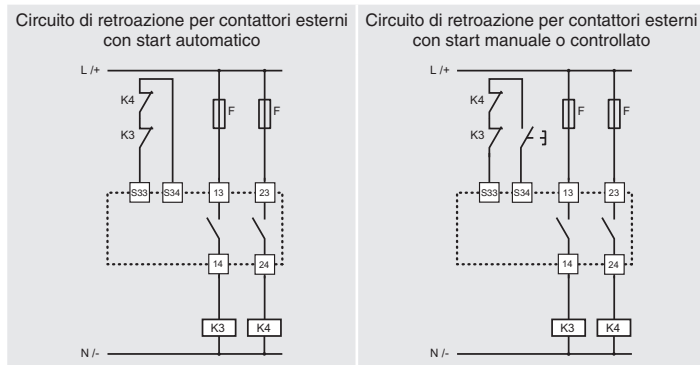 Circuito di retroazione per contattori esterni
con start automatico
L /+
K4
F
F
K3
S33
S34
13
23
14
24
K3
K4
N /-
Circuito di retroazione per contattori esterni
con start manuale o controllato
L /+
K4
F
F
K3
S33
S34
13
23
14
24
K3
K4
N /-